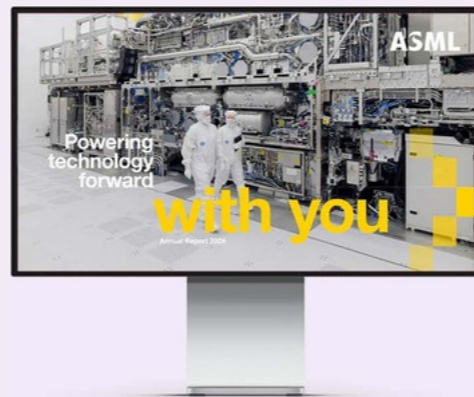 ASML
Powering
technology
forward
with you
Annual Report 2024